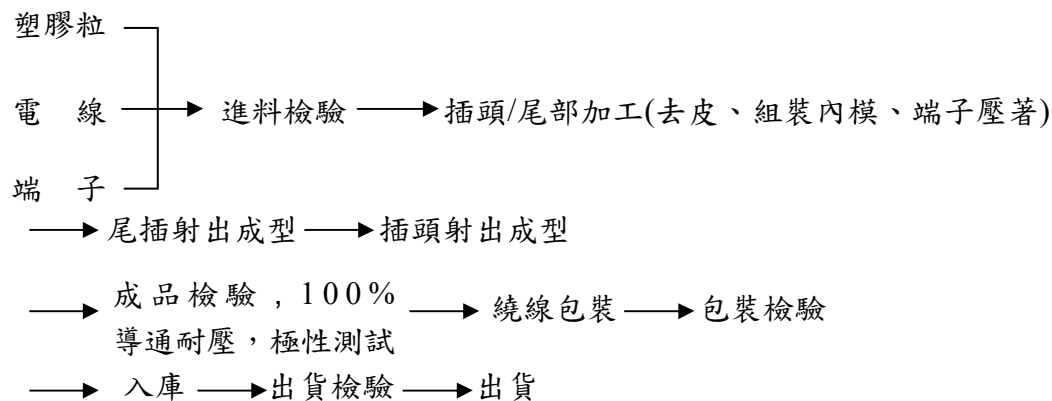 塑膠粒
電　線　進料檢驗　插頭/尾部加工(去皮、組裝內模、端子壓著)
端　子
尾插射出成型　插頭射出成型
成品檢驗，100%
導通耐壓，極性測試　繞線包裝　包裝檢驗
入庫　出貨檢驗　出貨